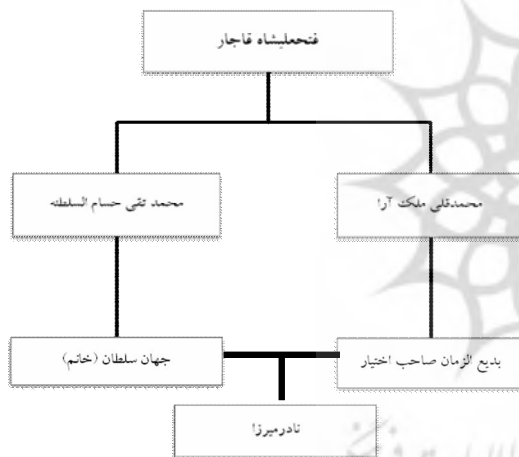 فتحعلیشاه قاجار
محمدقلی ملک آرا
محمد تقی حسام السلطنه
بدیع الزمان صاحب اختیار
جهان سلطان (خانم)
نادرمیرزا